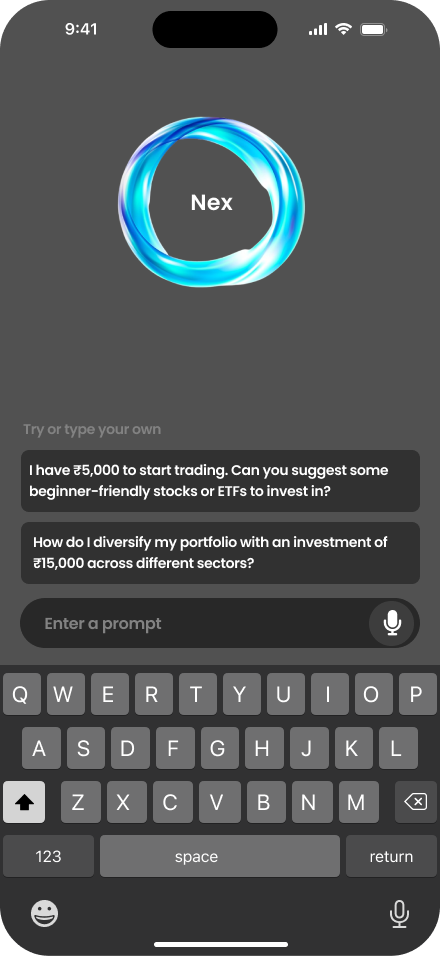 9:41
Nex
Try or type your own
I have ₹5,000 to start trading. Can you suggest some
beginner-friendly stocks or ETFs to invest in?
How do I diversify my portfolio with an investment of
₹15,000 across different sectors?
Enter a prompt
Q W E R T Y U I O P
A S D F G H J K L
Z X C V B N M
123 space return